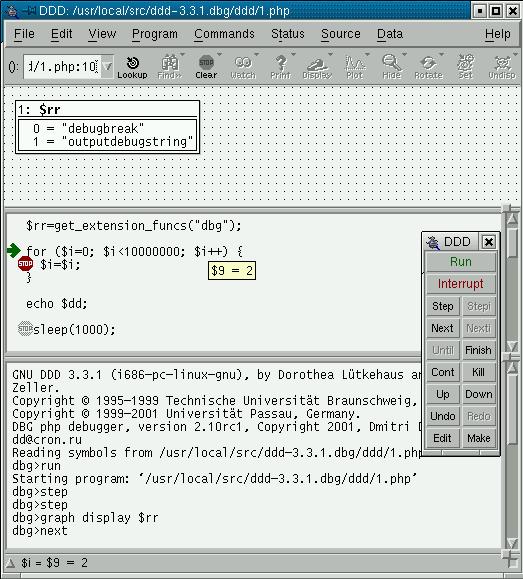 DDD: /usr/local/src/ddd-3.3.1.dbg/ddd/1.php
File Edit View Program Commands Status Source Data Help
(): d/1.php:10
Lookup Find» Clear Watch Print Display Plot Hide Rotate Set Undisp
1: $rr
0 = "debugbreak"
1 = "outputdebugstring"
$rr=get_extension_funcs("dbg");
for ($i=0; $i<10000000; $i++) {
STOP $i=$i;
$9 = 2
}
echo $dd;
STOP sleep(1000);
DDD
Run
Interrupt
Step Stepi
Next Nexti
Until Finish
Cont Kill
Up Down
Undo Redo
Edit Make
GNU DDD 3.3.1 (i686-pc-linux-gnu), by Dorothea Lütkehaus
Zeller.
Copyright © 1995-1999 Technische Universität Braunschweig,
Copyright © 1999-2001 Universität Passau, Germany.
DBG php debugger, version 2.10rc1, Copyright 2001, Dmitri
dd@cron.ru
Reading symbols from /usr/local/src/ddd-3.3.1.dbg/ddd/1.php
dbg>run
Starting program: ‘/usr/local/src/ddd-3.3.1.dbg/ddd/1.php’
dbg>step
dbg>step
dbg>graph display $rr
dbg>next
$i = $9 = 2